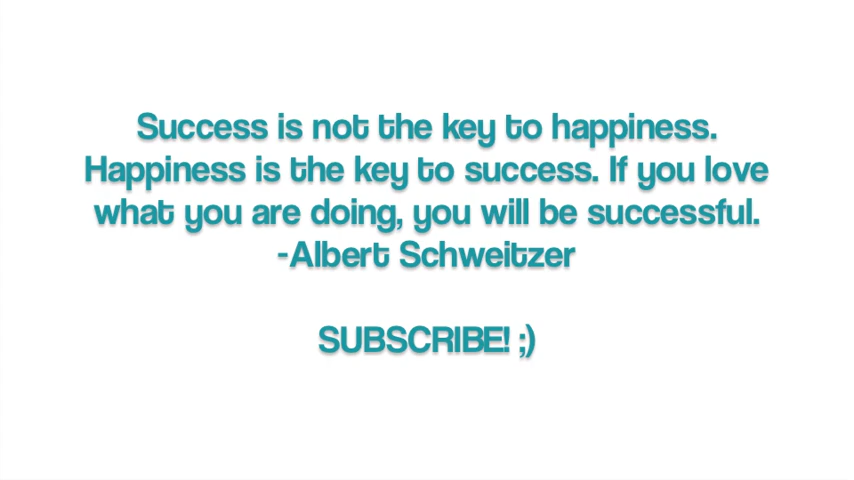 Success is not the key to happiness.
Happiness is the key to success. If you love
what you are doing, you will be successful.
-Albert Schweitzer
SUBSCRIBE! ;)